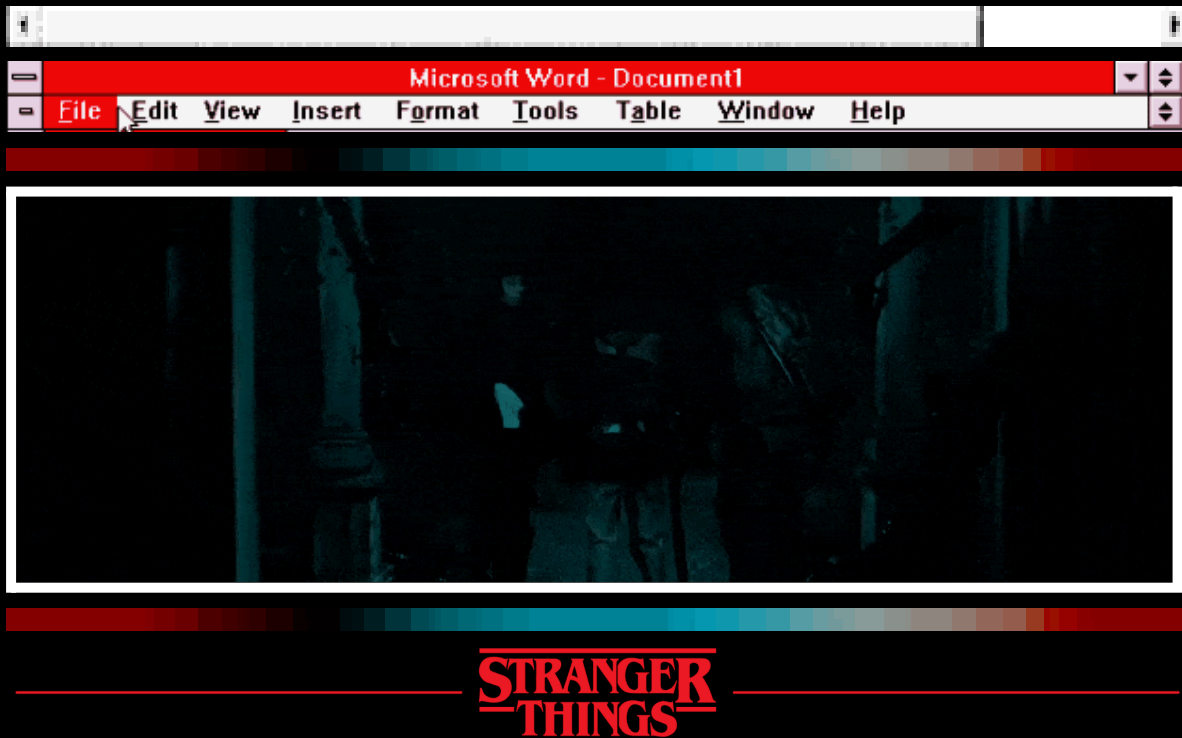 Microsoft Word - Document1
File Edit View Insert Format Tools Table Window Help
STRANGER
THINGS